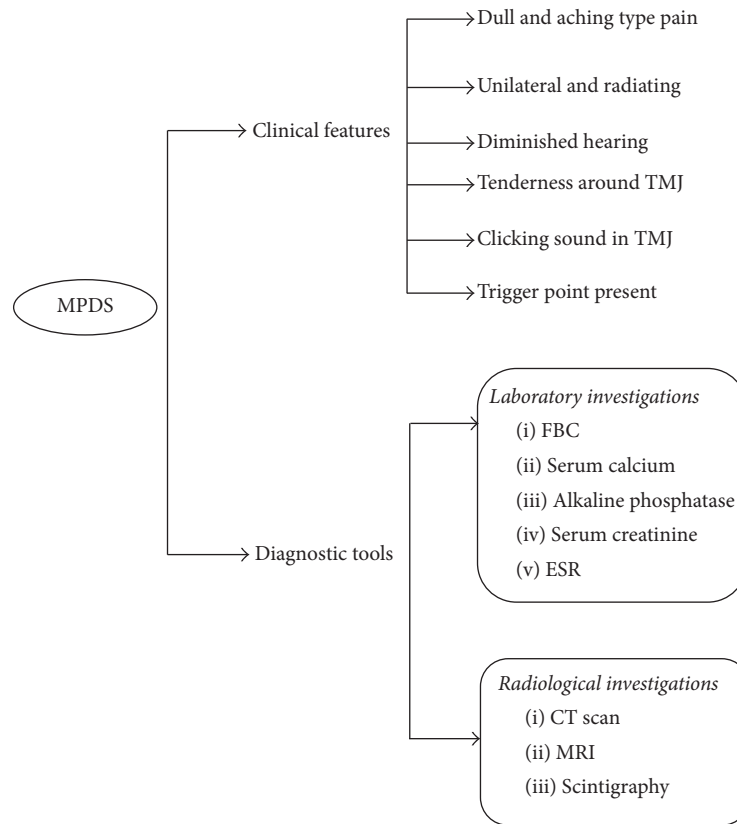 MPDS
Clinical features
Dull and aching type pain
Unilateral and radiating
Diminished hearing
Tenderness around TMJ
Clicking sound in TMJ
Trigger point present
Diagnostic tools
Laboratory investigations
(i) FBC
(ii) Serum calcium
(iii) Alkaline phosphatase
(iv) Serum creatinine
(v) ESR
Radiological investigations
(i) CT scan
(ii) MRI
(iii) Scintigraphy